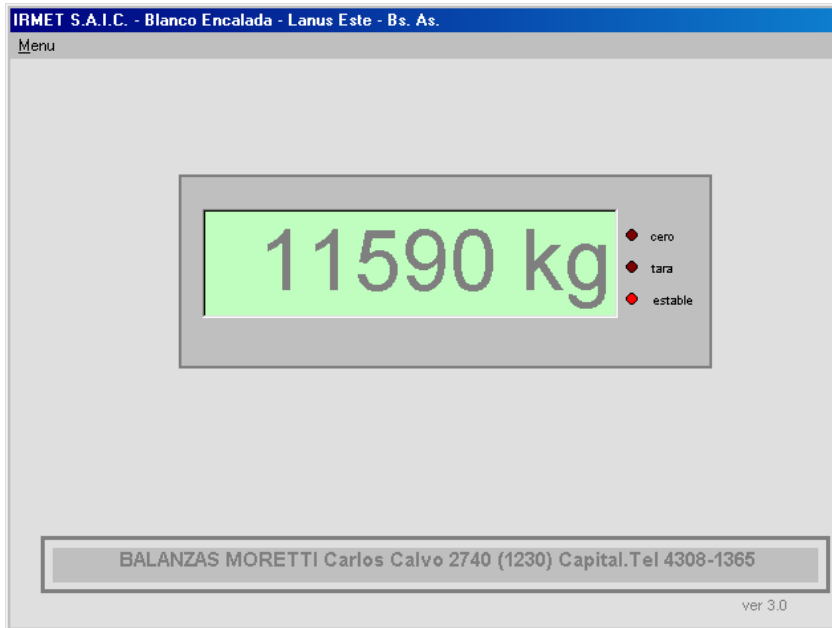 IRMET S.A.I.C. - Blanco Encalada - Lanus Este - Bs. As.
Menu
11590 kg
cero
tara
estable
BALANZAS MORETTI Carlos Calvo 2740 (1230) Capital.Tel 4308-1365
ver 3.0